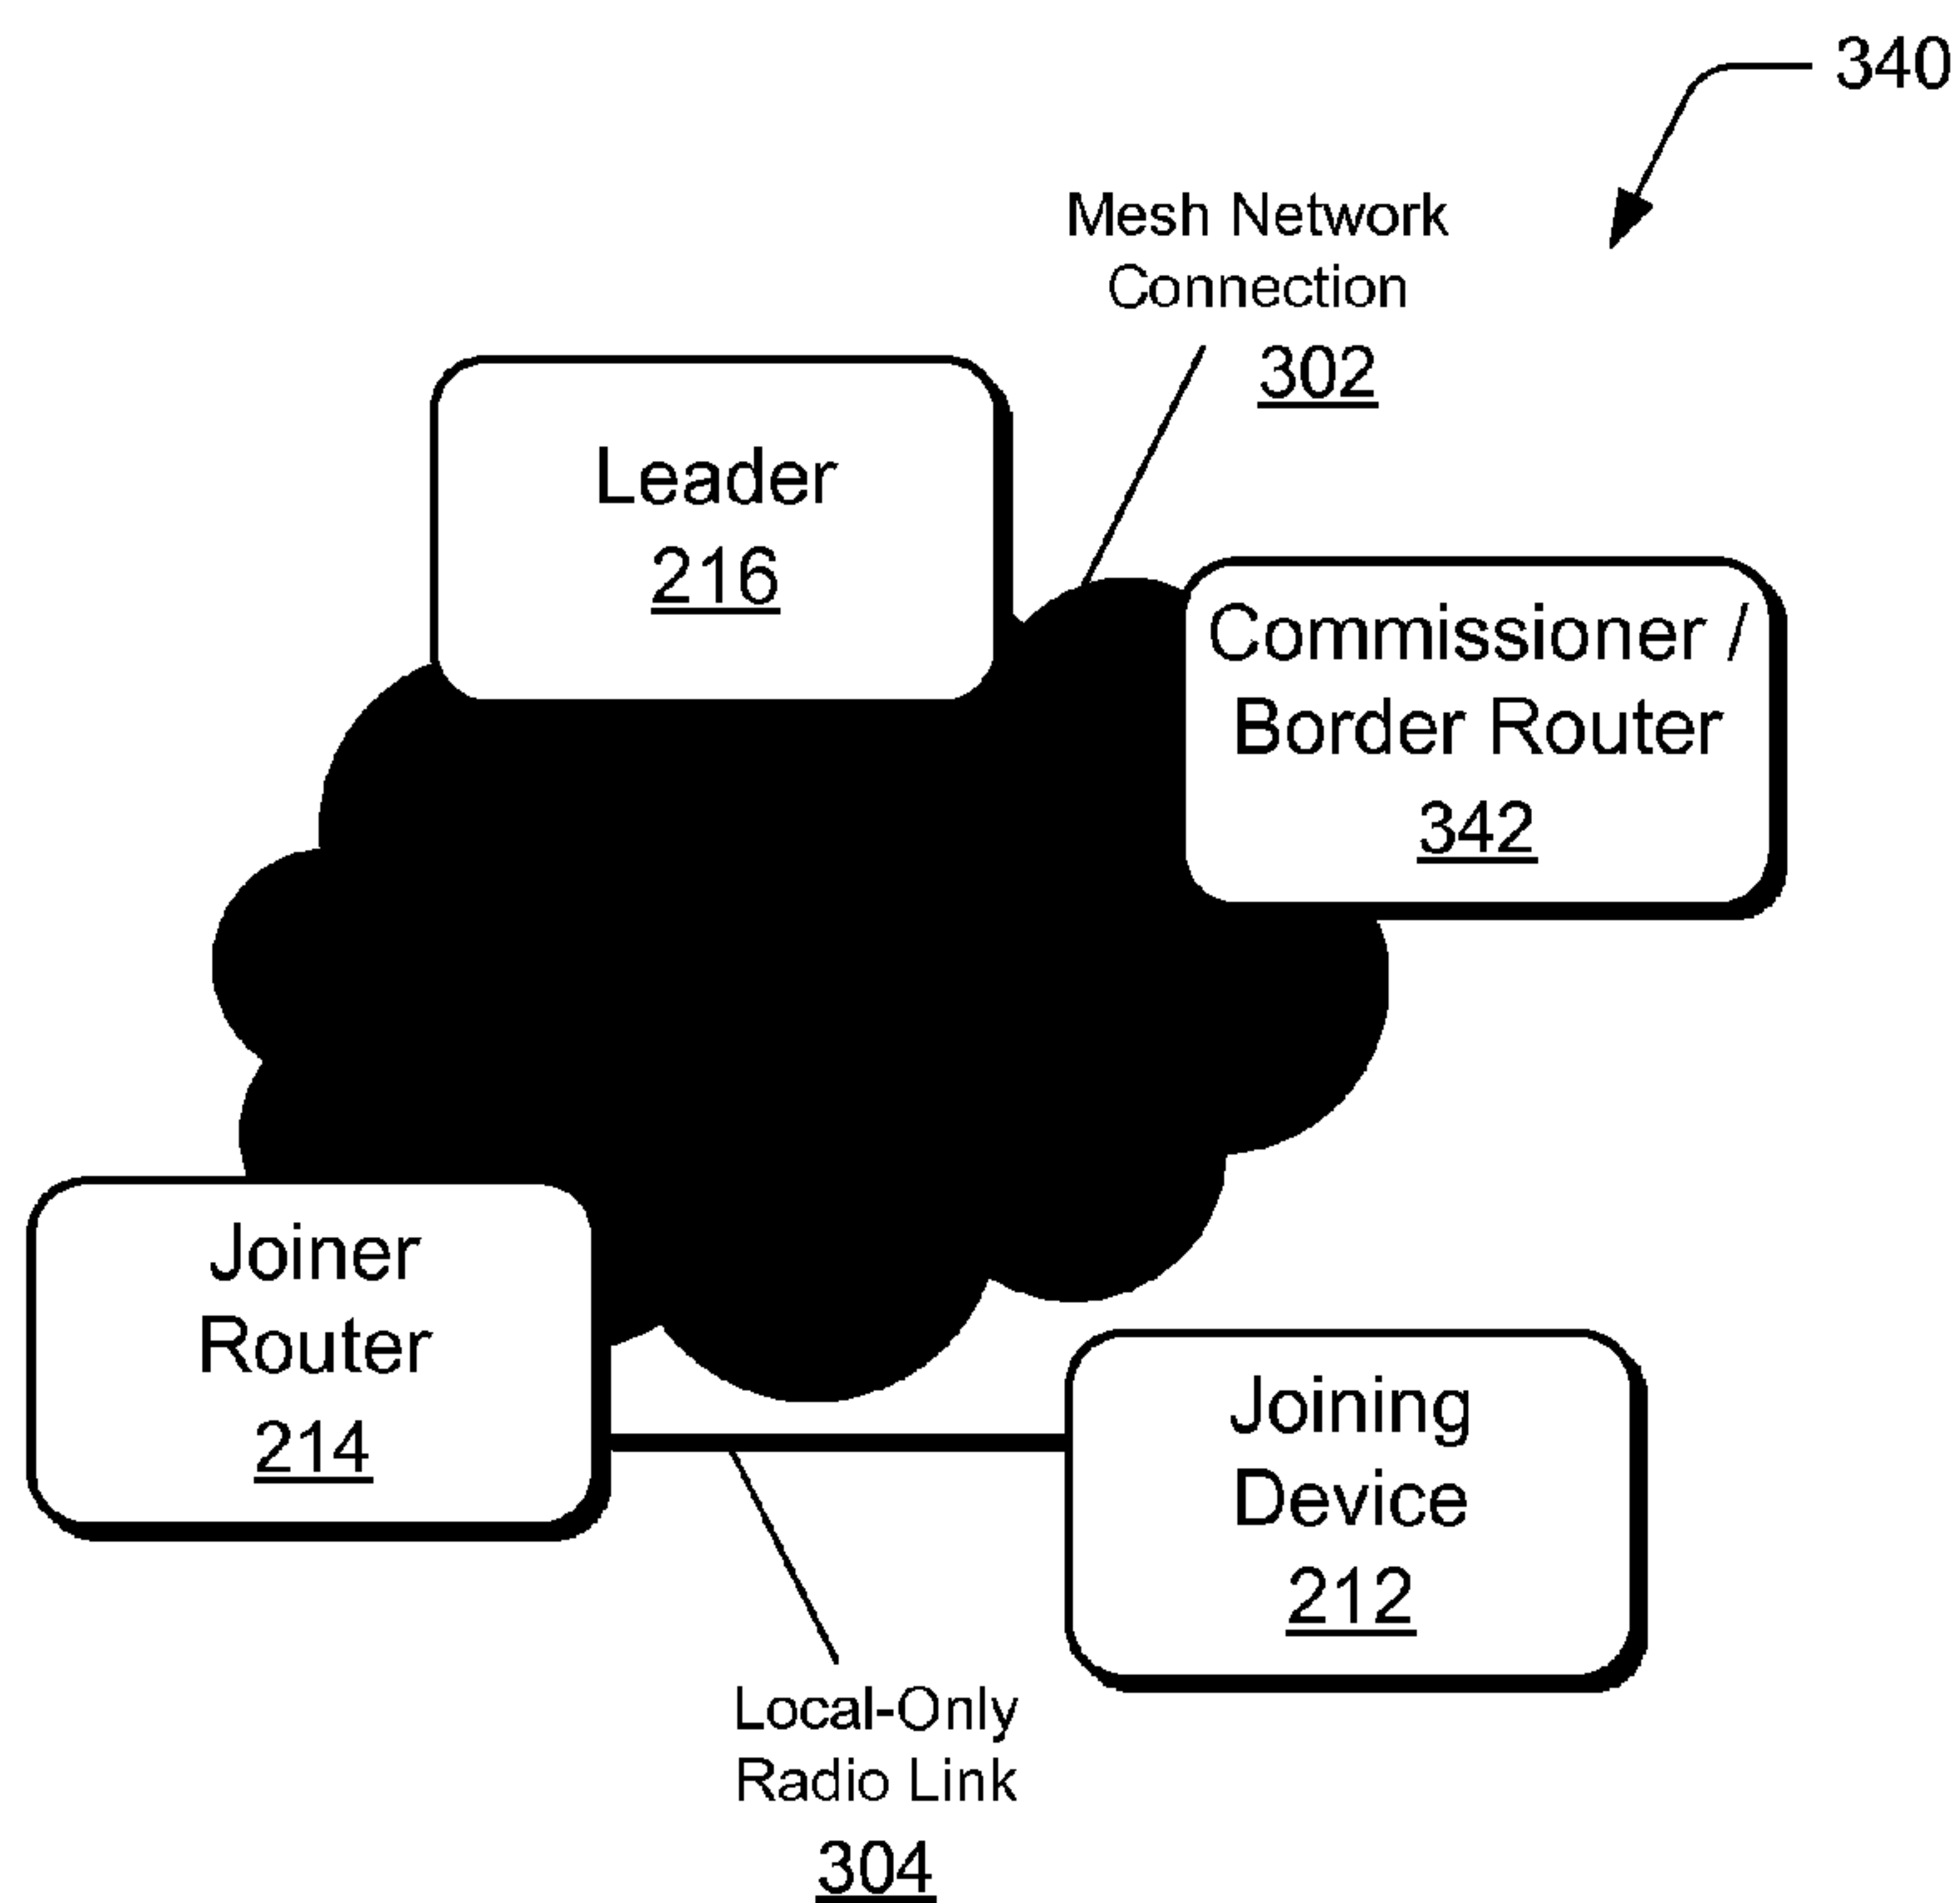 340
Mesh Network
Connection
302
Leader
216
Commissioner /
Border Router
342
Joiner
Router
214
Joining
Device
212
Local-Only
Radio Link
304